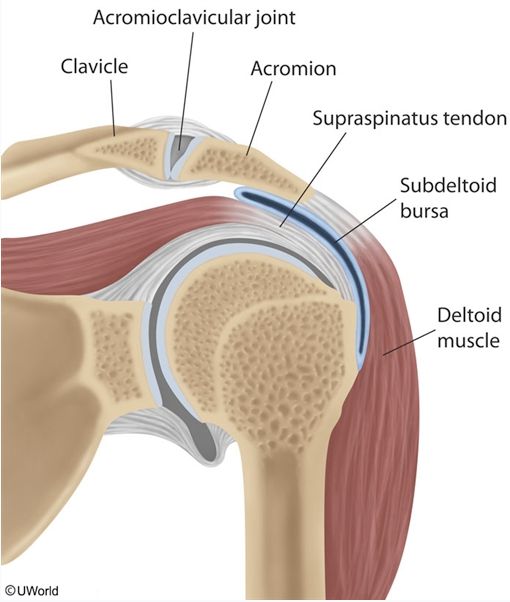 Acromioclavicular joint
Clavicle
Acromion
Supraspinatus tendon
Subdeltoid
bursa
Deltoid
muscle
©UWorld